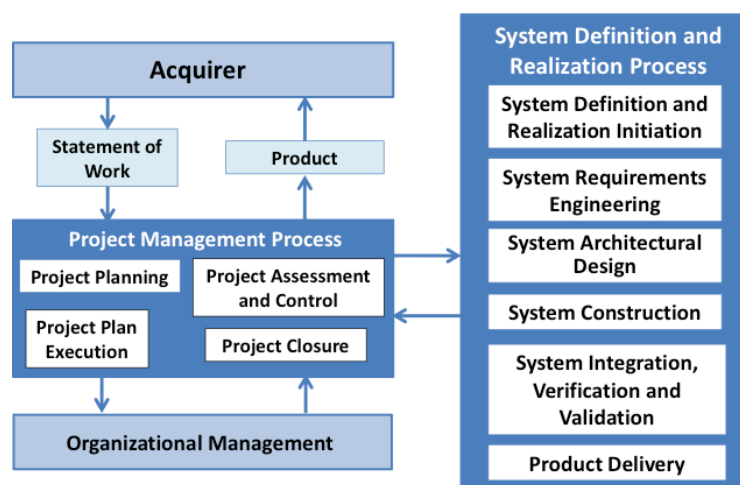 Acquirer
Statement of
Work
Product
Project Management Process
Project Planning
Project Assessment
and Control
Project Plan
Execution
Project Closure
Organizational Management
System Definition and
Realization Process
System Definition and
Realization Initiation
System Requirements
Engineering
System Architectural
Design
System Construction
System Integration,
Verification and
Validation
Product Delivery